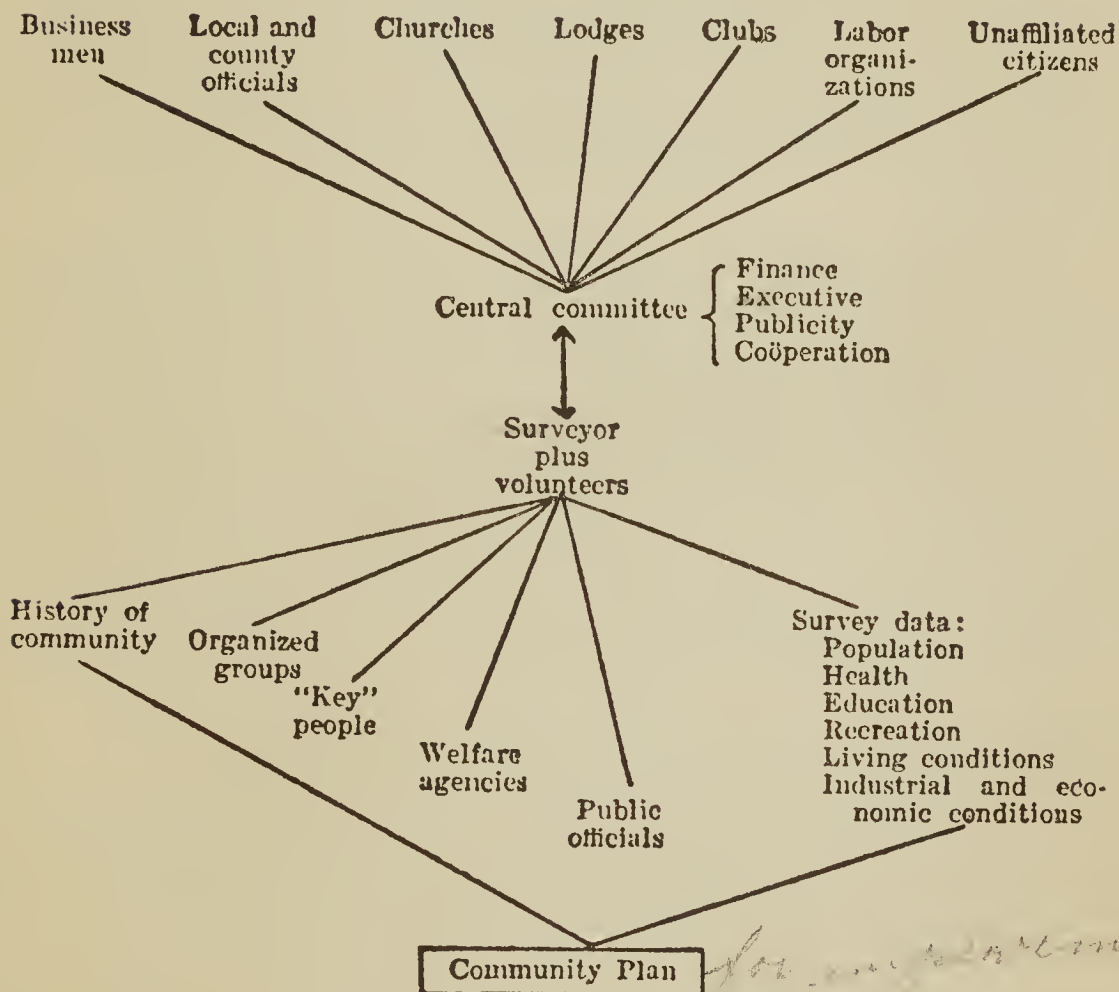 Business
men
Local and
county
officials
Churches
Lodges
Clubs
Labor
organi-
zations
Unaffiliated
citizens
Central committee
Finance
Executive
Publicity
Coöperation
Surveyor
plus
volunteers
History of
community
Organized
groups
"Key"
people
Welfare
agencies
Public
officials
Survey data:
Population
Health
Education
Recreation
Living conditions
Industrial and eco-
nomic conditions
Community Plan for